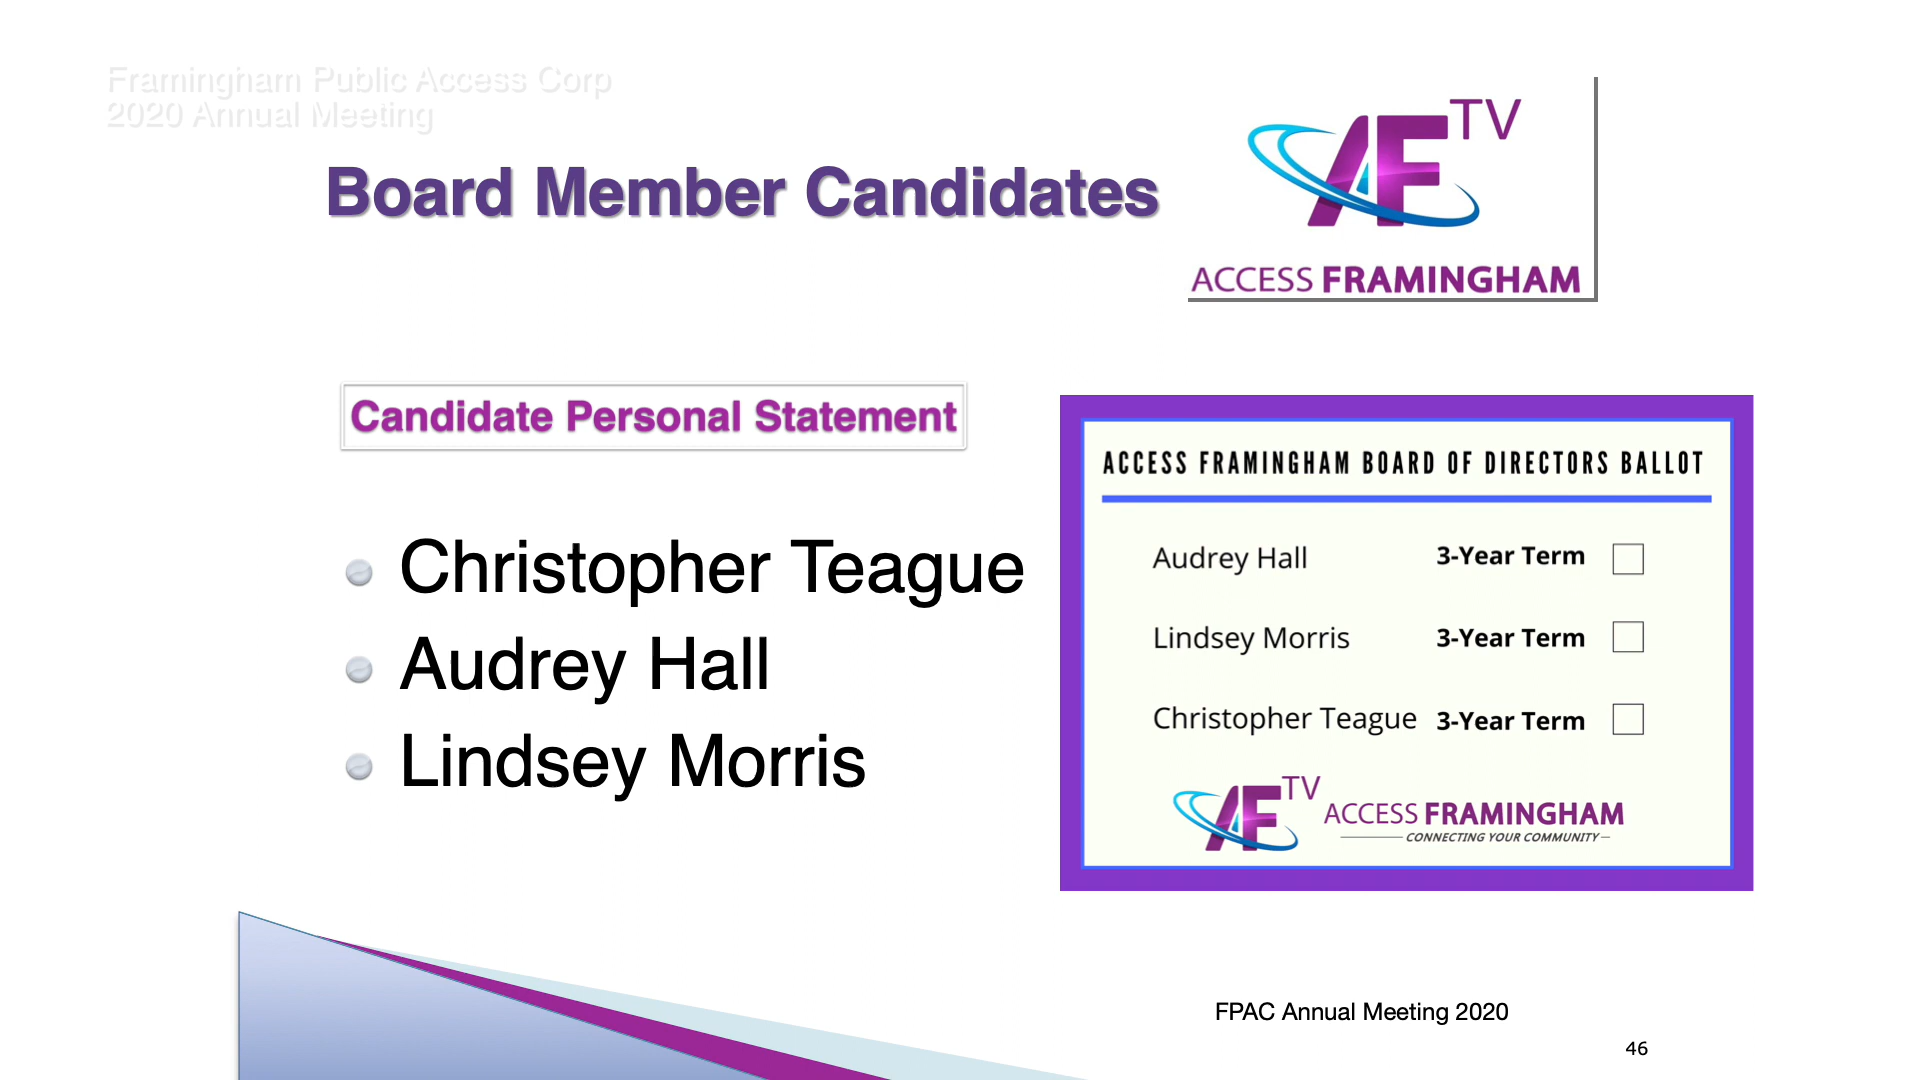 Framingham Public Access Corp
2020 Annual Meeting
Board Member Candidates
AF TV
ACCESS FRAMINGHAM
Candidate Personal Statement
Christopher Teague
Audrey Hall
Lindsey Morris
ACCESS FRAMINGHAM BOARD OF DIRECTORS BALLOT
Audrey Hall 3-Year Term
Lindsey Morris 3-Year Term
Christopher Teague 3-Year Term
AF TV ACCESS FRAMINGHAM
CONNECTING YOUR COMMUNITY
FPAC Annual Meeting 2020
46